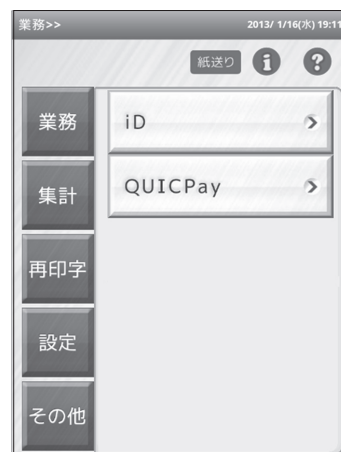 業務>> 2013/ 1/16(水) 19:11
紙送り i ?
業務
iD
集計
QUICPay
再印字
設定
その他